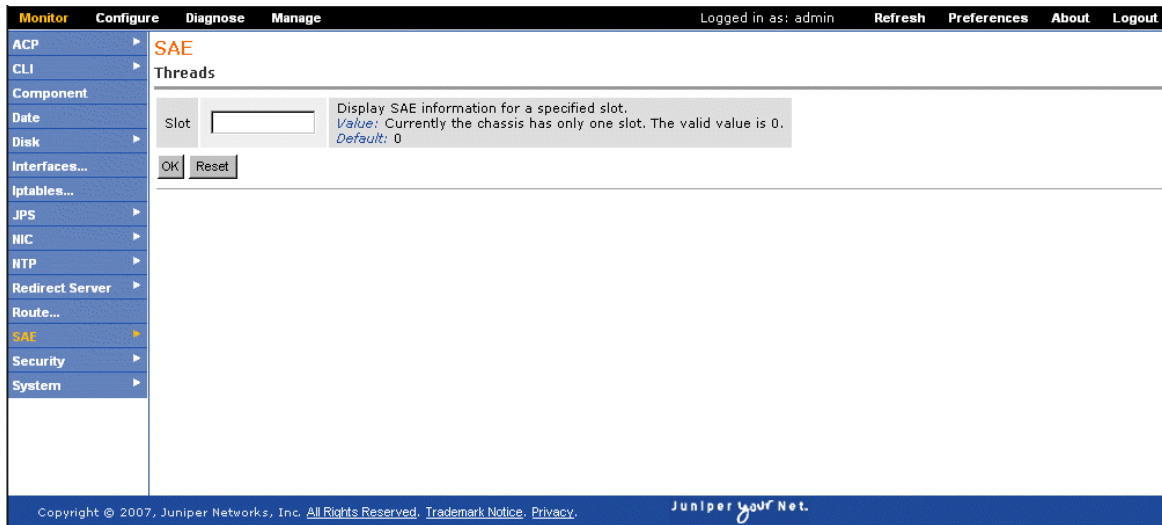 Monitor Configure Diagnose Manage Logged in as: admin Refresh Preferences About Logout
ACP
CLI
Component
Date
Disk
Interfaces...
Iptables...
JPS
NIC
NTP
Redirect Server
Route...
SAE
Security
System
SAE
Threads
Slot
Display SAE information for a specified slot.
Value: Currently the chassis has only one slot. The valid value is 0.
Default: 0
OK Reset
Copyright © 2007, Juniper Networks, Inc. All Rights Reserved. Trademark Notice. Privacy.
Juniper your Net.